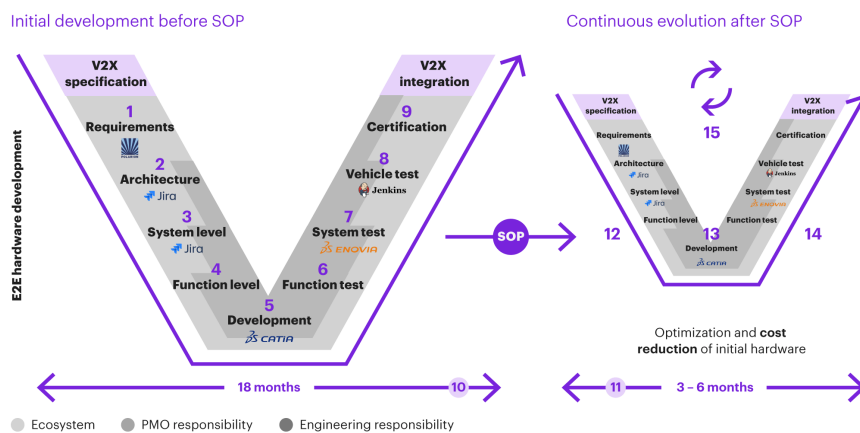 Initial development before SOP
Continuous evolution after SOP
E2E hardware development
V2X
specification
V2X
integration
1
Requirements
POLARION
2
Architecture
Jira
3
System level
Jira
4
Function level
5
Development
CATIA
6
Function test
7
System test
ENOVIA
8
Vehicle test
Jenkins
9
Certification
18 months
10
SOP
V2X
specification
V2X
integration
15
Requirements
Architecture
Jira
System level
Jira
Function level
12
13
Development
CATIA
Certification
Vehicle test
Jenkins
System test
ENOVIA
Function test
14
Optimization and cost
reduction of initial hardware
11
3 – 6 months
Ecosystem
PMO responsibility
Engineering responsibility